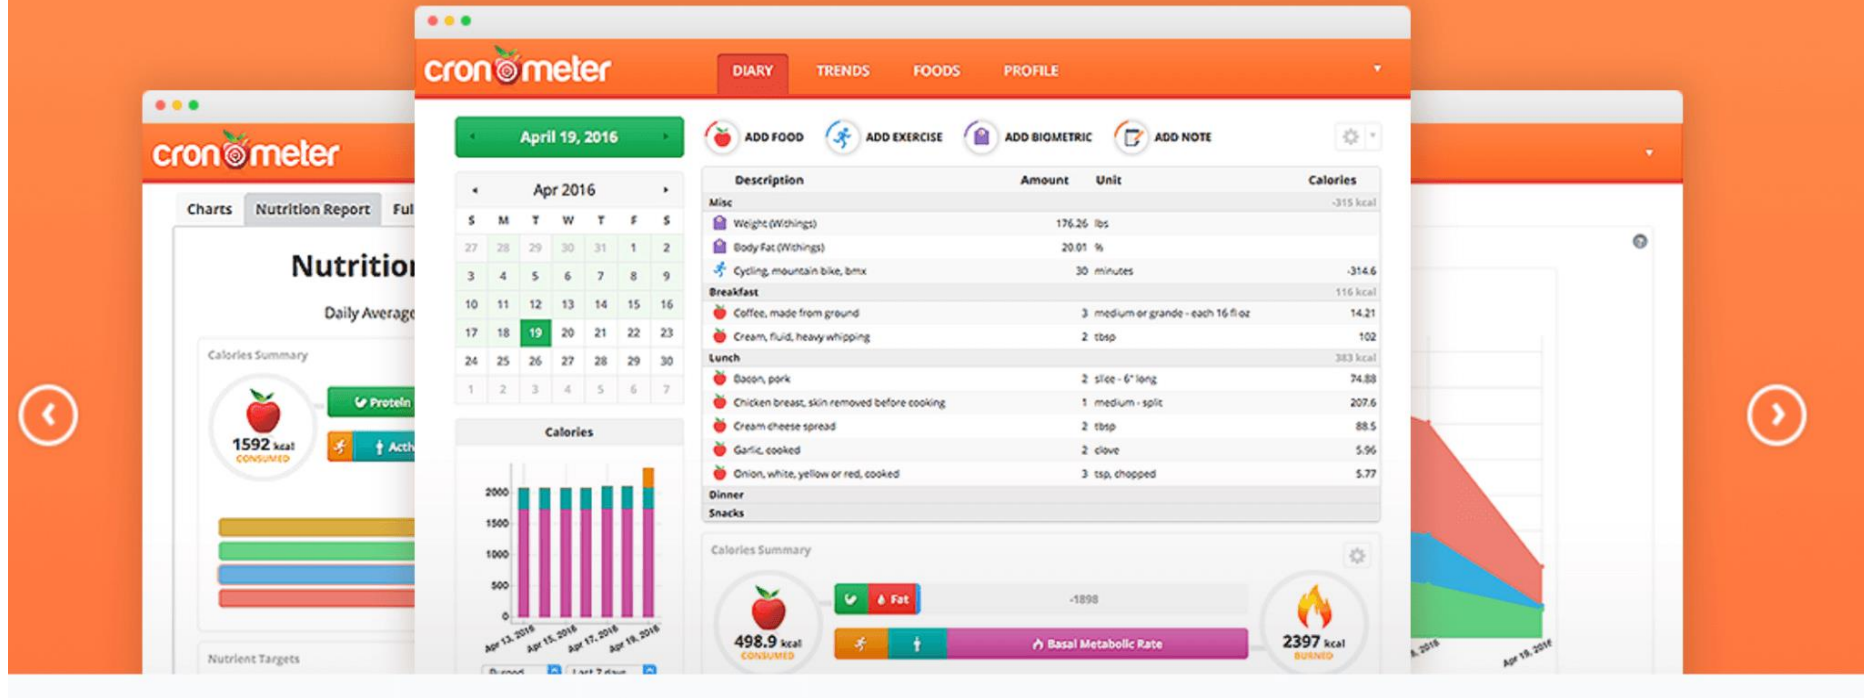 cronometer
DIARY TRENDS FOODS PROFILE
April 19, 2016
Apr 2016
S M T W T F S
27 28 29 30 31 1 2
3 4 5 6 7 8 9
10 11 12 13 14 15 16
17 18 19 20 21 22 23
24 25 26 27 28 29 30
1 2 3 4 5 6 7
Calories
2000
1500
1000
500
0
Apr 13, 2016 Apr 15, 2016 Apr 17, 2016 Apr 19, 2016
Last 7 days
ADD FOOD ADD EXERCISE ADD BIOMETRIC ADD NOTE
Description Amount Unit Calories
Misc -315 kcal
Weight (Withings) 176.26 lbs
Body Fat (Withings) 20.01 %
Cycling, mountain bike, bmx 30 minutes -314.6
Breakfast 116 kcal
Coffee, made from ground 3 medium or grande - each 16 fl oz 14.21
Cream, fluid, heavy whipping 2 tbsp 102
Lunch 383 kcal
Bacon, pork 2 slice - 6" long 74.88
Chicken breast, skin removed before cooking 1 medium - split 207.6
Cream cheese spread 2 tbsp 88.5
Garlic, cooked 2 clove 5.96
Onion, white, yellow or red, cooked 3 tsp, chopped 5.77
Dinner
Snacks
Calories Summary
498.9 kcal
CONSUMED
Fat -1898
Basal Metabolic Rate
2397 kcal
BURNED
cronometer
Charts Nutrition Report Ful
Nutrition
Daily Average
Calories Summary
1592 kcal
CONSUMED
Protein
Activ
Nutrient Targets
?
, 2016 Apr 19, 2016